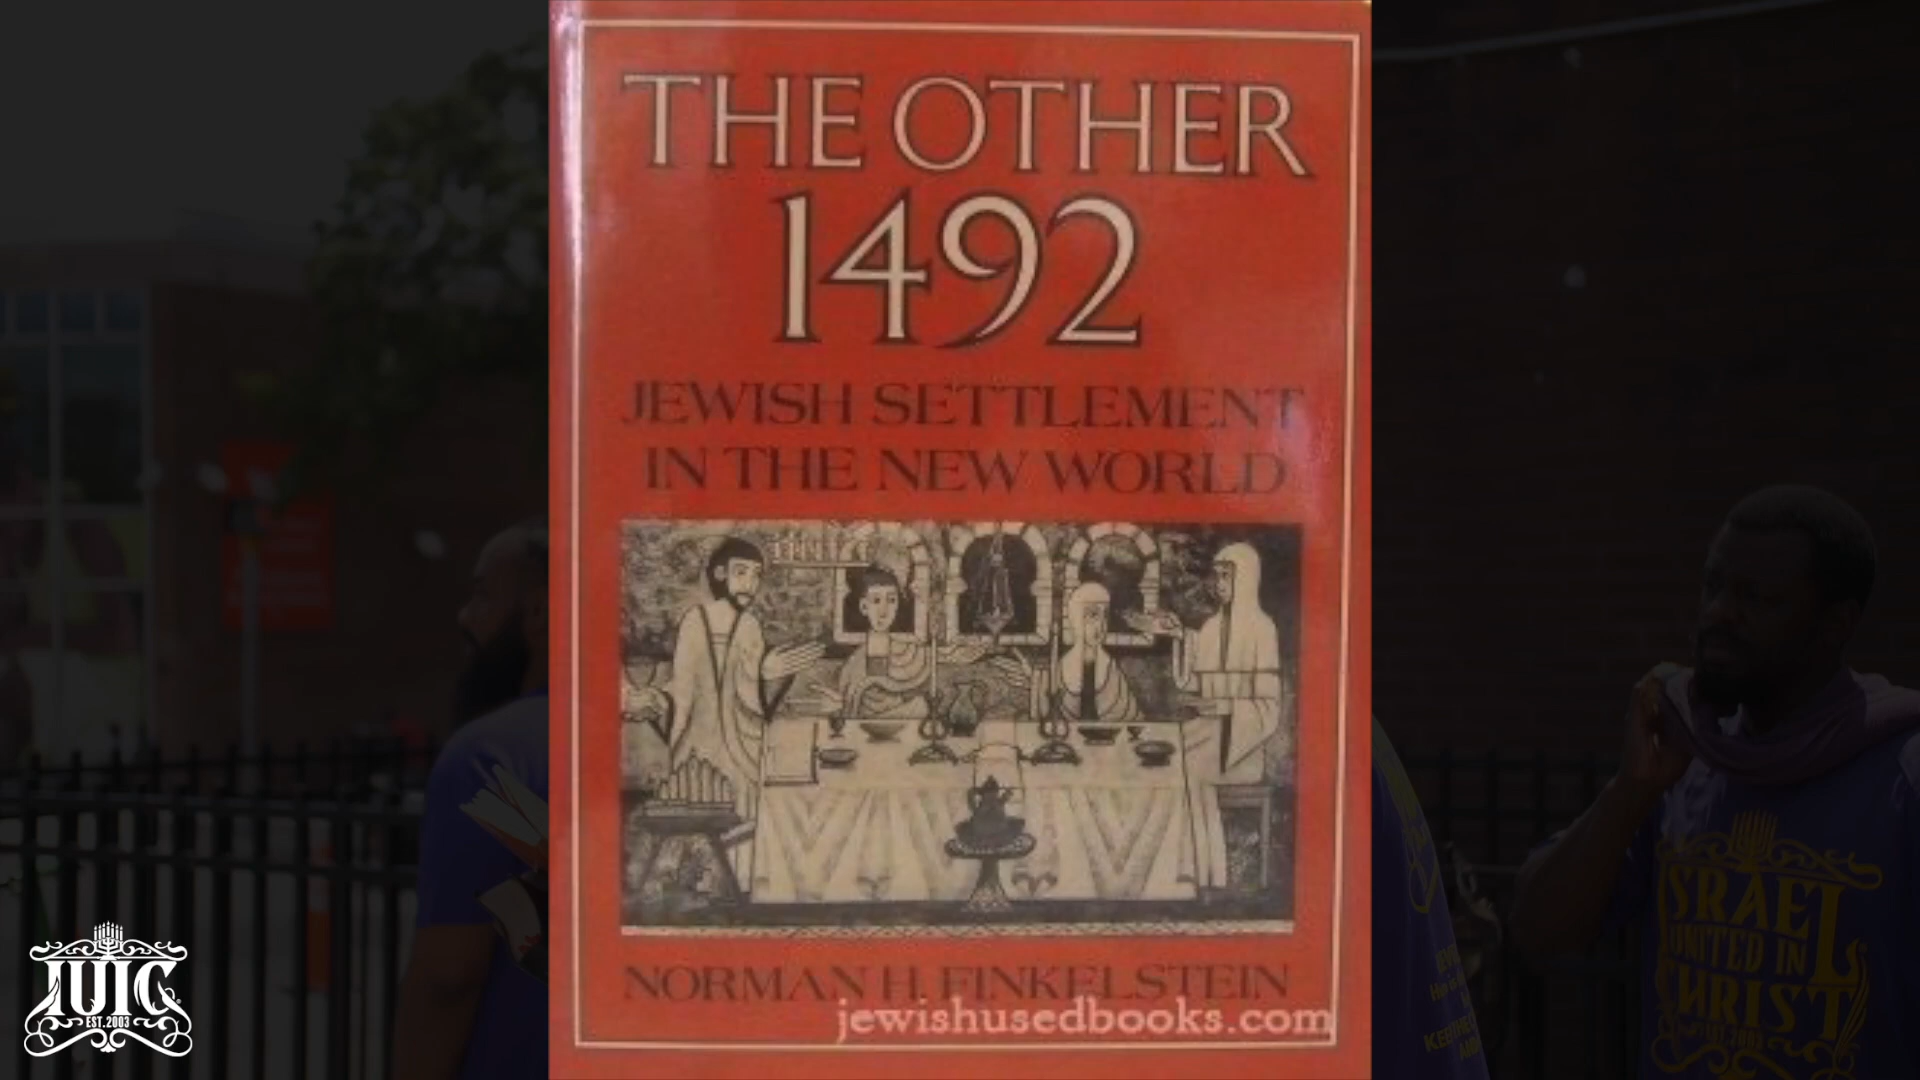 THE OTHER
1492
JEWISH SETTLEMENT
IN THE NEW WORLD
NORMAN H. FINKELSTEIN
jewishusedbooks.com
IUIC
EST. 2003
ISRAEL
UNITED IN
CHRIST